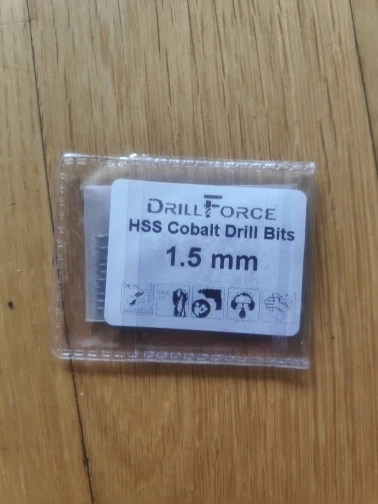 DRILLFORCE
HSS Cobalt Drill Bits
1.5 mm